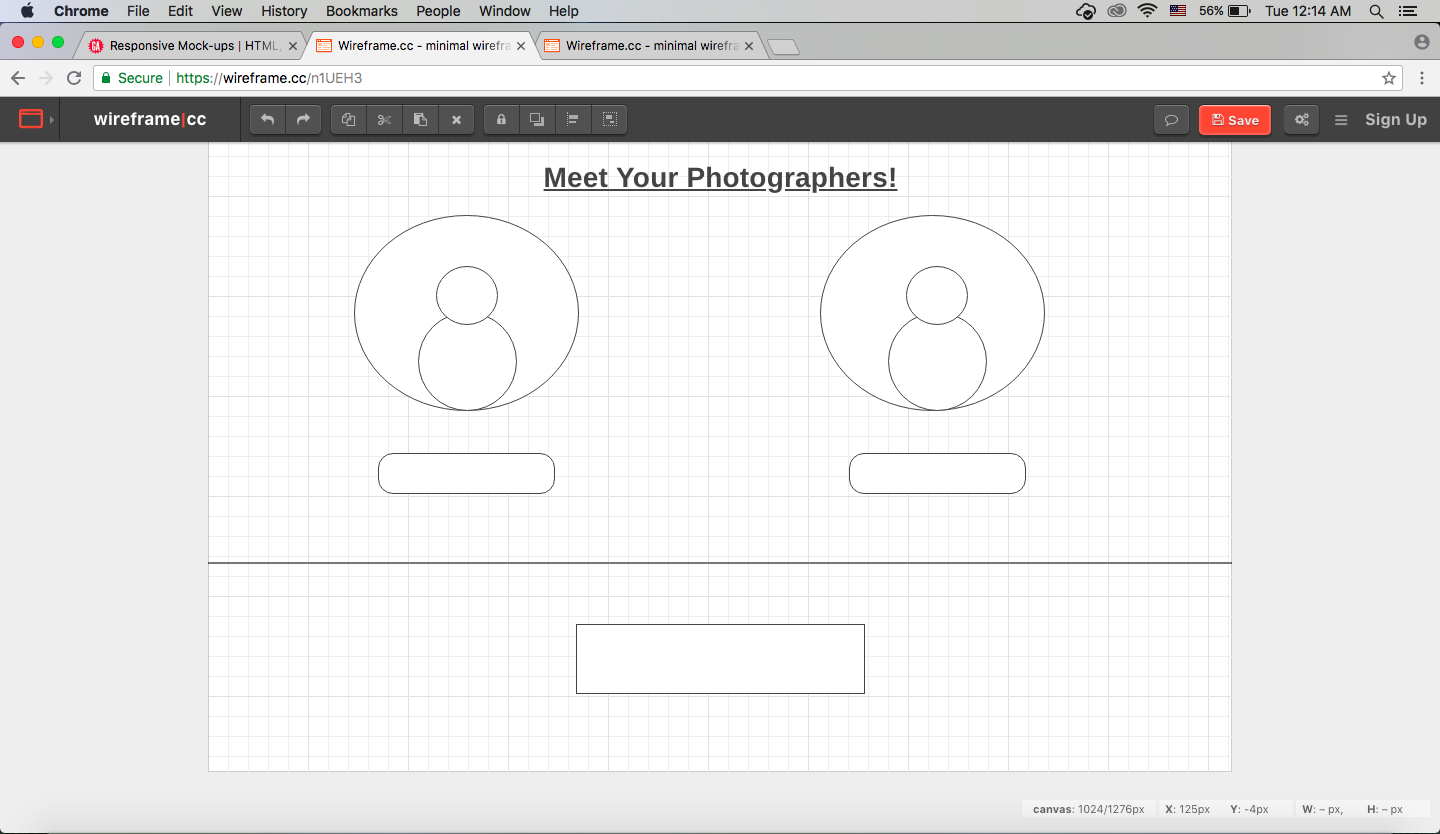 Chrome File Edit View History Bookmarks People Window Help 56% Tue 12:14 AM
Responsive Mock-ups | HTML, Wireframe.cc - minimal wirefra Wireframe.cc - minimal wirefra
Secure https://wireframe.cc/n1UEH3
wireframe|cc Save Sign Up
Meet Your Photographers!
canvas: 1024/1276px X: 125px Y: -4px W: – px, H: – px